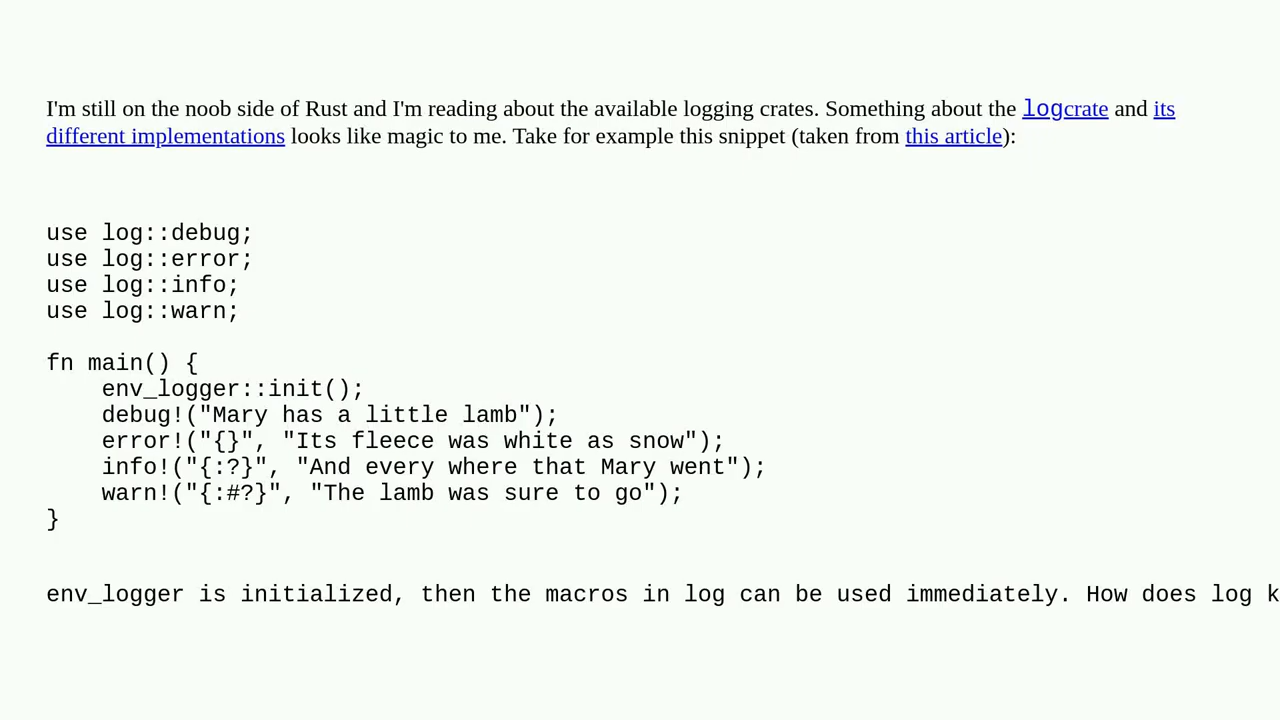 I'm still on the noob side of Rust and I'm reading about the available logging crates. Something about the logcrate and its
different implementations looks like magic to me. Take for example this snippet (taken from this article):
use log::debug;
use log::error;
use log::info;
use log::warn;
fn main() {
    env_logger::init();
    debug!("Mary has a little lamb");
    error!("{}", "Its fleece was white as snow");
    info!("{:?}", "And every where that Mary went");
    warn!("{:#?}", "The lamb was sure to go");
}
env_logger is initialized, then the macros in log can be used immediately. How does log